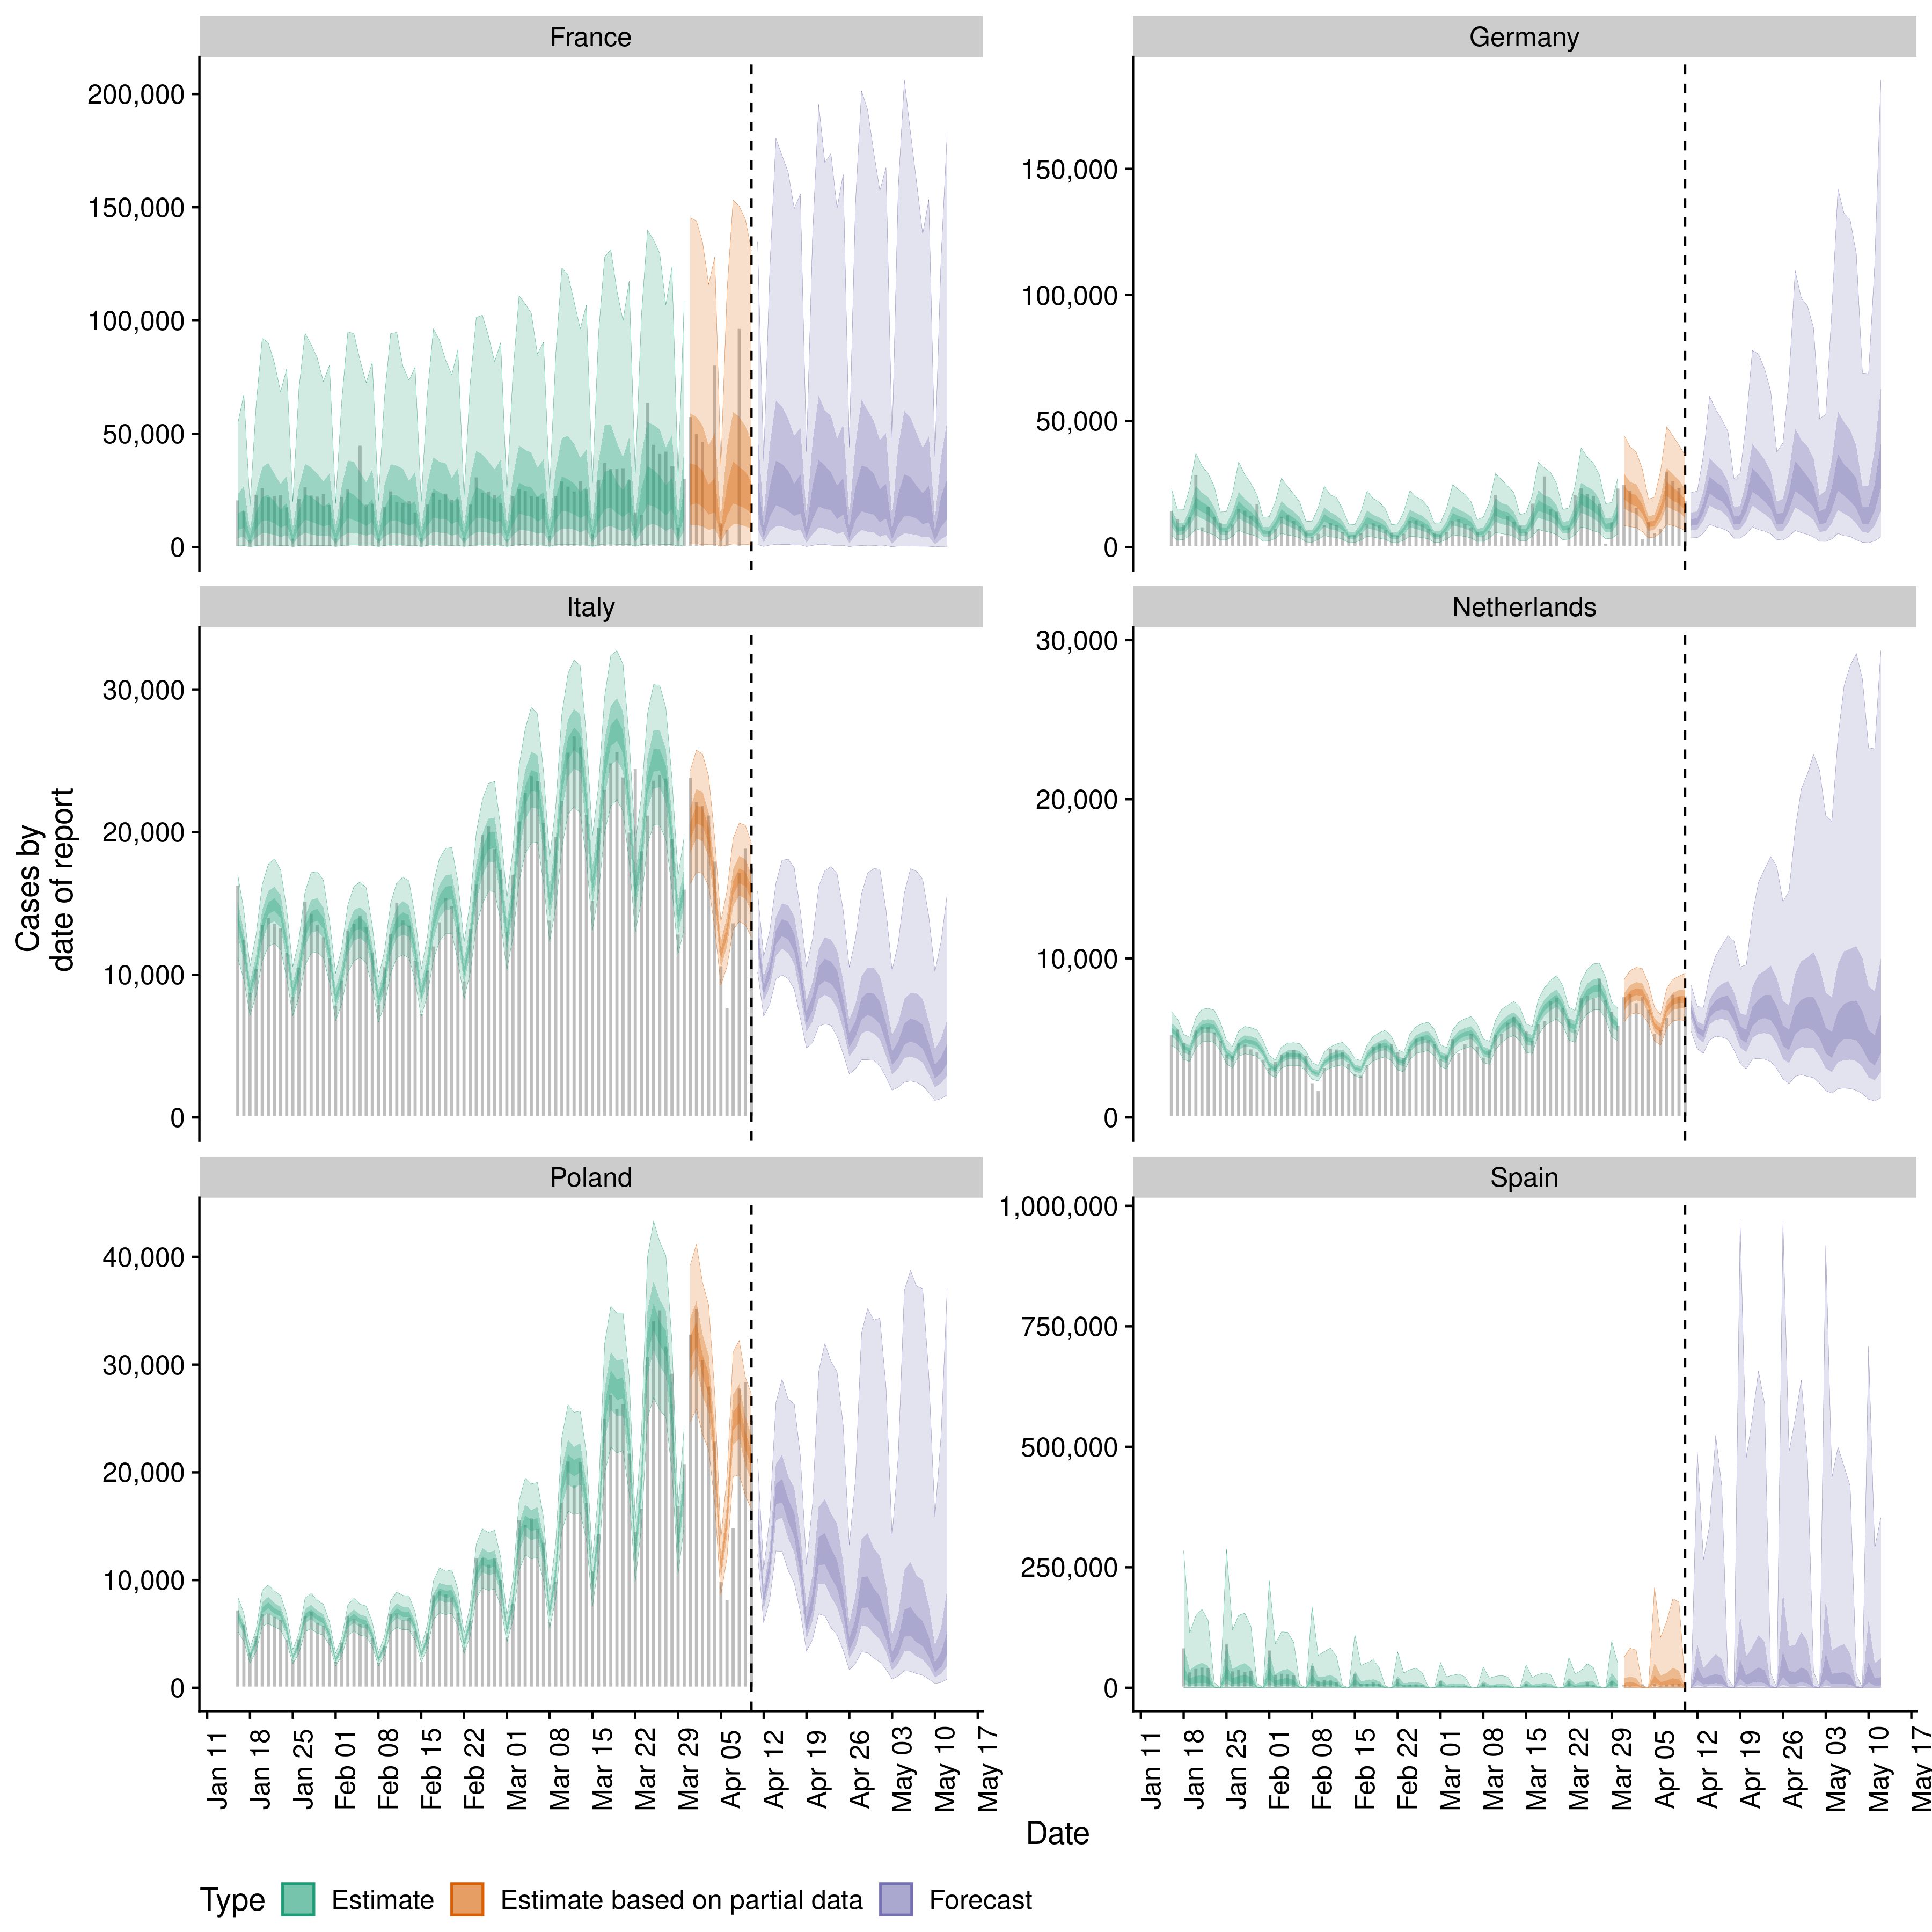 France
Germany
200,000
150,000
100,000
50,000
0
150,000
100,000
50,000
0
Italy
Netherlands
30,000
20,000
10,000
0
30,000
20,000
10,000
0
Poland
Spain
40,000
30,000
20,000
10,000
0
1,000,000
750,000
500,000
250,000
0
Cases by
date of report
Jan 11
Jan 18
Jan 25
Feb 01
Feb 08
Feb 15
Feb 22
Mar 01
Mar 08
Mar 15
Mar 22
Mar 29
Apr 05
Apr 12
Apr 19
Apr 26
May 03
May 10
May 17
Jan 11
Jan 18
Jan 25
Feb 01
Feb 08
Feb 15
Feb 22
Mar 01
Mar 08
Mar 15
Mar 22
Mar 29
Apr 05
Apr 12
Apr 19
Apr 26
May 03
May 10
May 17
Date
Type Estimate Estimate based on partial data Forecast